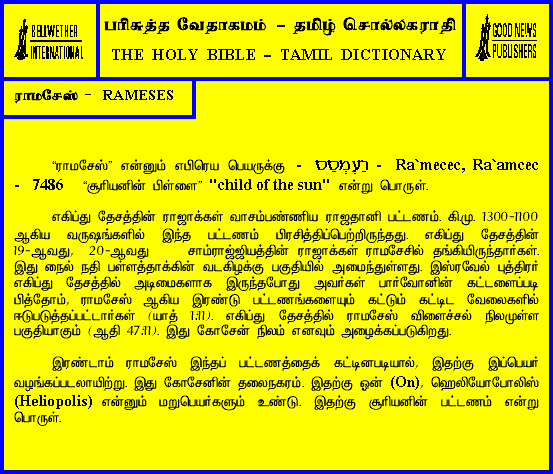 BELLWETHER
INTERNATIONAL
பரிசுத்த வேதாகமம் - தமிழ் சொல்லகராதி
THE HOLY BIBLE - TAMIL DICTIONARY
GOOD NEWS
PUBLISHERS
ராமசேஸ் - RAMESES
"ராமசேஸ்" என்னும் எபிரெய பெயருக்கு - רַעְמְסֵס - Ra`mecec, Ra`amcec
- 7486 "சூரியனின் பிள்ளை" "child of the sun" என்று பொருள்.
எகிப்து தேசத்தின் ராஜாக்கள் வாசம்பண்ணிய ராஜதானி பட்டணம். கி.மு. 1300-1100
ஆகிய வருஷங்களில் இந்த பட்டணம் பிரசித்திப்பெற்றிருந்தது. எகிப்து தேசத்தின்
19-ஆவது, 20-ஆவது சாம்ராஜ்ஜியத்தின் ராஜாக்கள் ராமசேசில் தங்கியிருந்தார்கள்.
இது நைல் நதி பள்ளத்தாக்கின் வடகிழக்கு பகுதியில் அமைந்துள்ளது. இஸ்ரவேல் புத்திரர்
எகிப்து தேசத்தில் அடிமைகளாக இருந்தபோது அவர்கள் பார்வோனின் கட்டளைப்படி
பித்தோம், ராமசேஸ் ஆகிய இரண்டு பட்டணங்களையும் கட்டும் கட்டிட வேலைகளில்
ஈடுபடுத்தப்பட்டார்கள் (யாத் 1:11). எகிப்து தேசத்தில் ராமசேஸ் விளைச்சல் நிலமுள்ள
பகுதியாகும் (ஆதி 47:11). இது கோசேன் நிலம் எனவும் அழைக்கப்படுகிறது.
இரண்டாம் ராமசேஸ் இந்தப் பட்டணத்தைக் கட்டினபடியால், இதற்கு இப்பெயர்
வழங்கப்படலாயிற்று. இது கோசேனின் தலைநகரம். இதற்கு ஓன் (On), ஹெலியோபோலிஸ்
(Heliopolis) என்னும் மறுபெயர்களும் உண்டு. இதற்கு சூரியனின் பட்டணம் என்று
பொருள்.